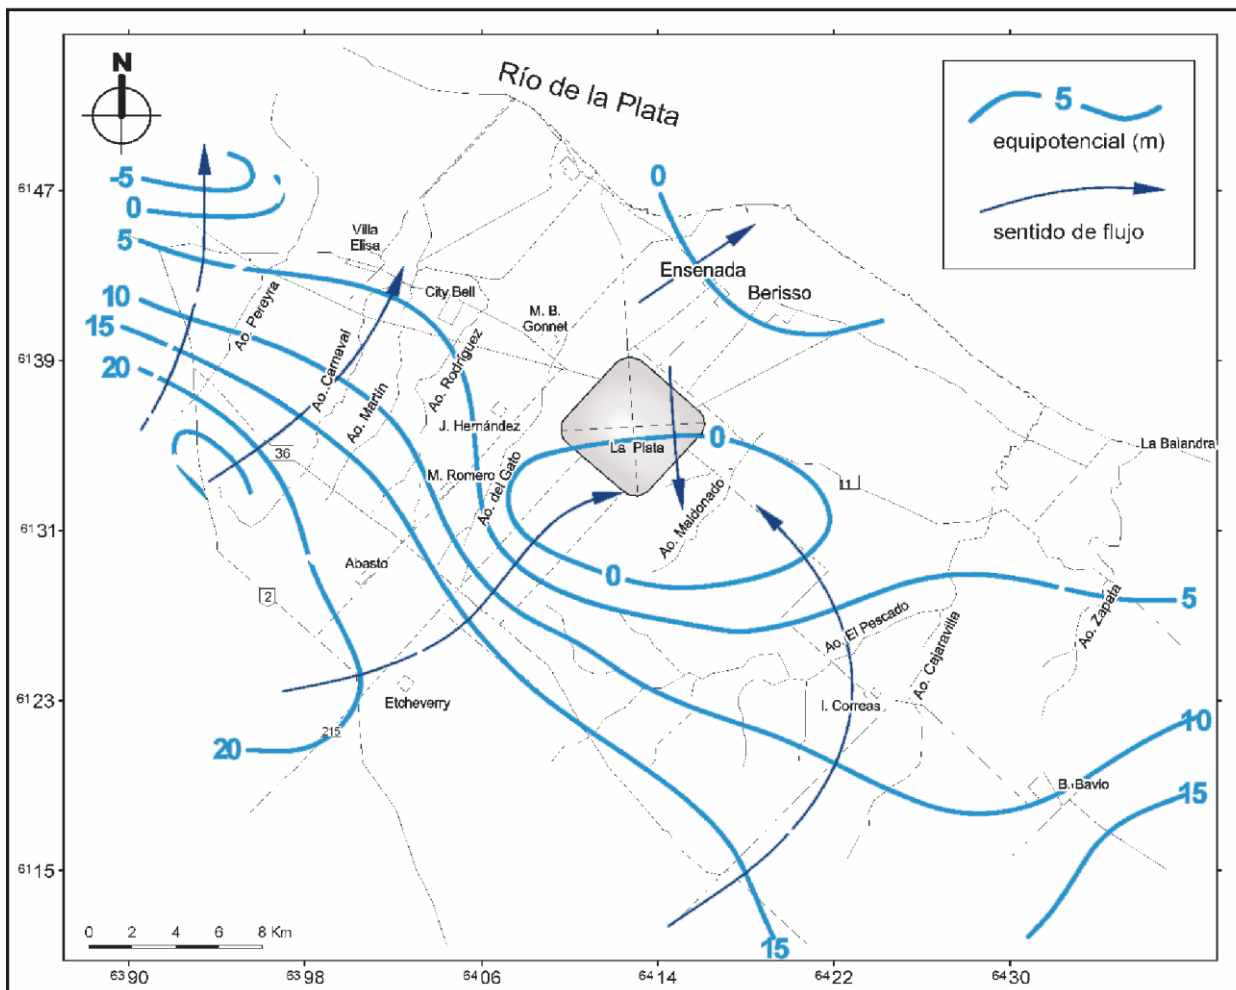 N
Río de la Plata
5
equipotencial (m)
sentido de flujo
6147
6139
6131
6123
6115
-5
0
5
10
15
20
0
Villa
Elisa
City Bell
M. B.
Gonnet
Ensenada
Berisso
Ao. Pereyra
Ao. Carnaval
Ao. Martín
Ao. Rodríguez
J. Hernández
M. Romero
Ao. del Gato
La Plata
0
Ao. Maldonado
11
La Balandra
36
Abasto
2
0
5
Ao. El Pescado
Ao. Cajaravilla
Ao. Zapata
Etcheverry
I. Correas
215
20
10
B. Bavio
15
15
0 2 4 6 8 Km
6390
6398
6406
6414
6422
6430